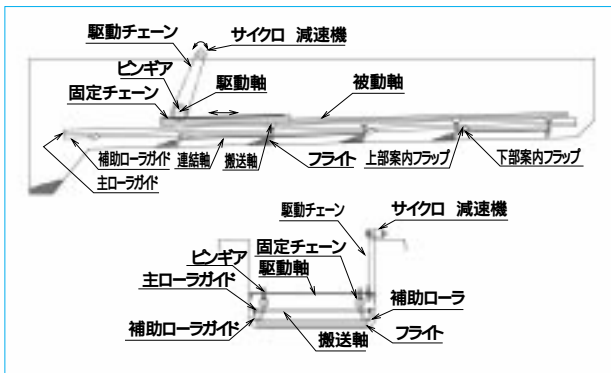 駆動チェーン
サイクロ 減速機
ピンギア
駆動軸
固定チェーン
被動軸
補助ローラガイド
連結軸
搬送軸
フライト
上部案内フラップ
下部案内フラップ
主ローラガイド
駆動チェーン
サイクロ 減速機
ピンギア
固定チェーン
駆動軸
主ローラガイド
補助ローラ
補助ローラガイド
搬送軸
フライト